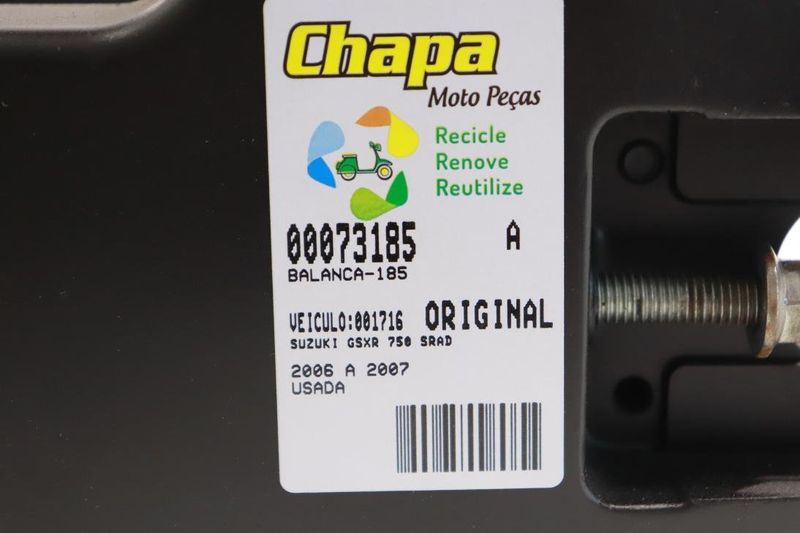 Chapa
Moto Peças
Recicle
Renove
Reutilize
00073185 A
BALANCA-185
VEICULO:001716 ORIGINAL
SUZUKI GSXR 750 SRAD
2006 A 2007
USADA